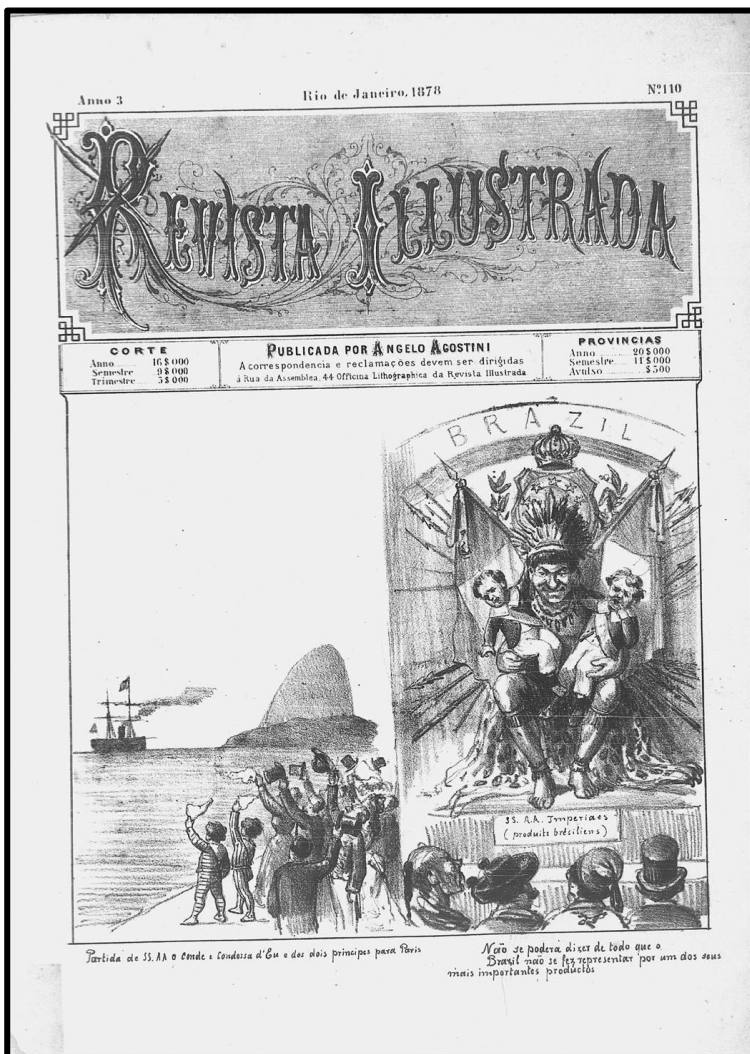 Anno 3
Rio de Janeiro, 1878
Nº 110
REVISTA ILLUSTRADA
CORTE
Anno 16$000
Semestre 9$000
Trimestre 5$000
PUBLICADA POR ANGELO AGOSTINI
A correspondencia e reclamações devem ser dirigidas
á Rua da Assemblea, 44 Officina Lithographica da Revista Illustrada
PROVINCIAS
Anno 20$000
Semestre 11$000
Avulso $500
BRAZIL
SS. A.A. Imperiaes
(produits brésiliens)
Partida de SS. AA o Conde e Condessa d'Eu e dos dois principes para Paris
Não se poderá dizer de todo que o
Brazil não se fez representar por um dos seus
mais importantes productos